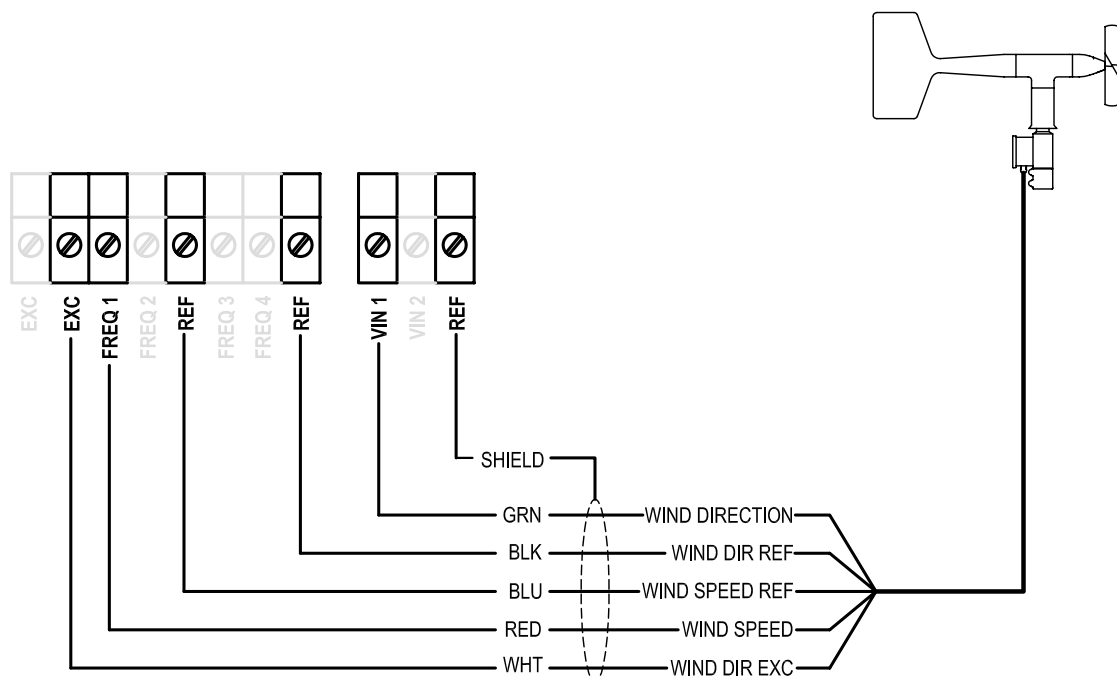 EXC
EXC
FREQ 1
FREQ 2
REF
FREQ 3
FREQ 4
REF
VIN 1
VIN 2
REF
SHIELD
GRN WIND DIRECTION
BLK WIND DIR REF
BLU WIND SPEED REF
RED WIND SPEED
WHT WIND DIR EXC